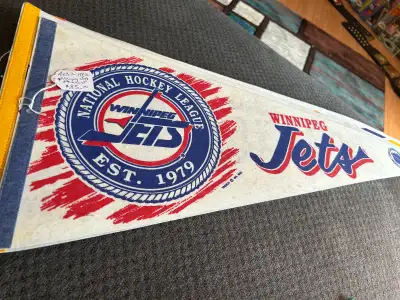 NATIONAL HOCKEY LEAGUE
WINNIPEG
JETS
EST. 1979
WINNIPEG
Jets